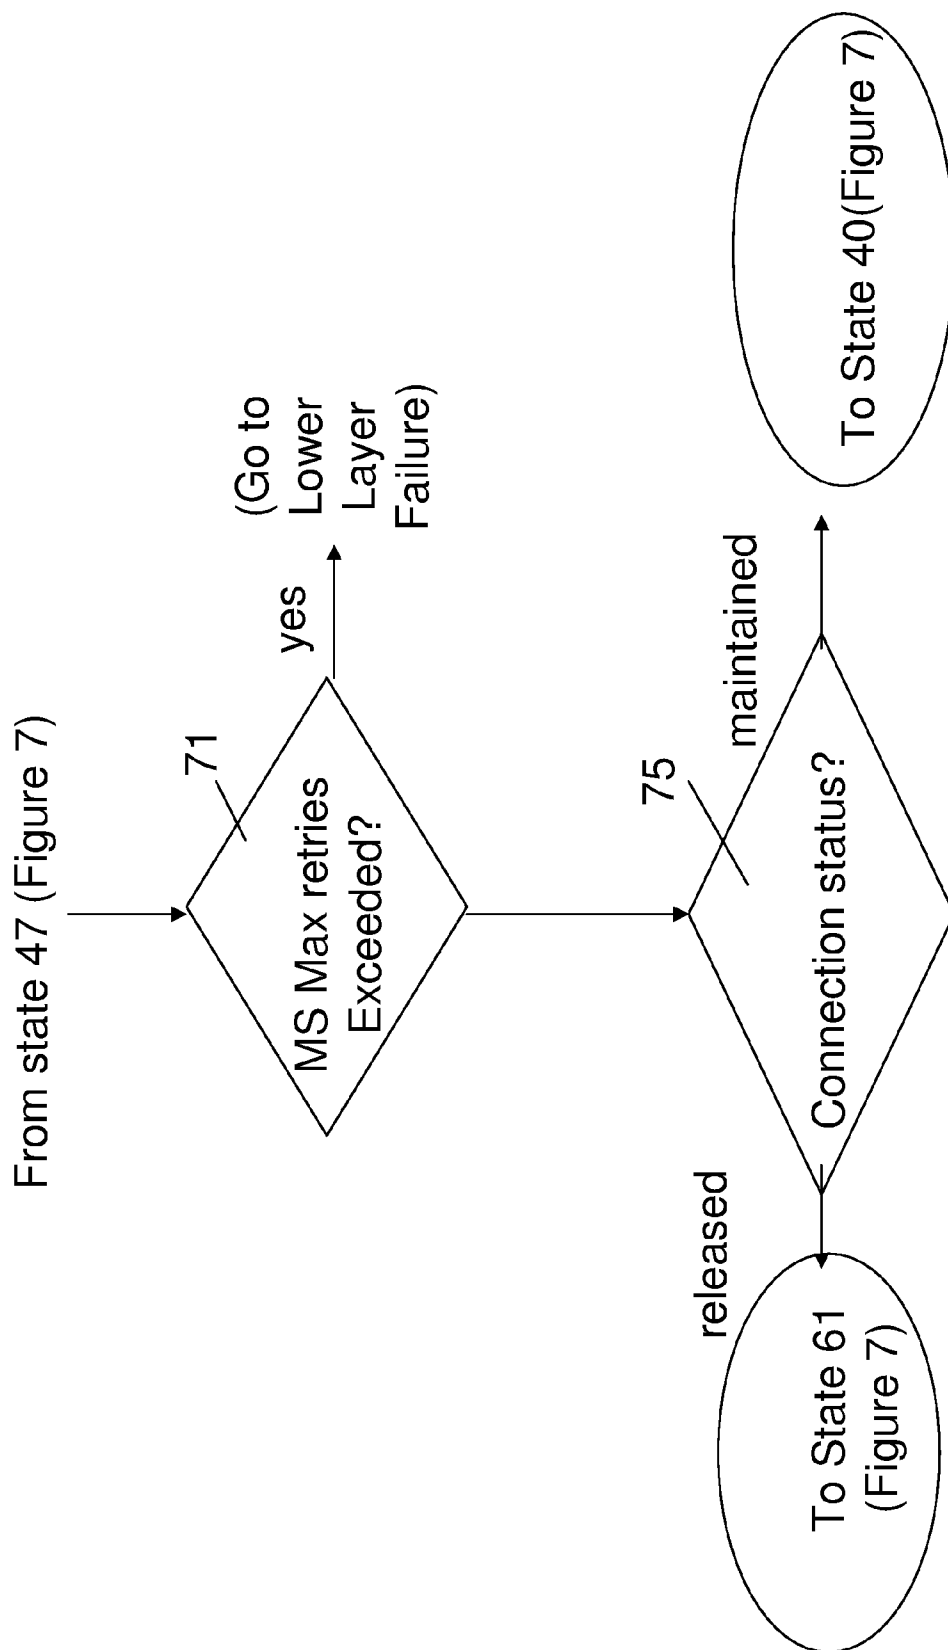 From state 47 (Figure 7)
71
MS Max retries
Exceeded?
yes
(Go to
Lower
Layer
Failure)
75
Connection status?
released
maintained
To State 61
(Figure 7)
To State 40(Figure 7)